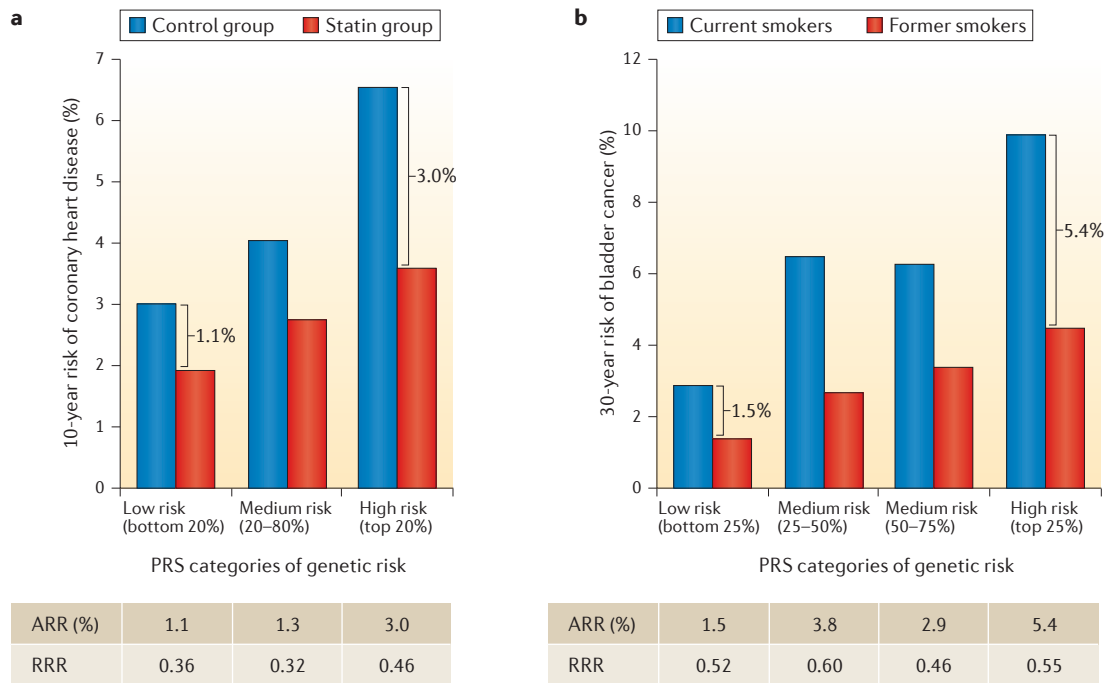 a
Control group Statin group
10-year risk of coronary heart disease (%)
7
6
5
4
3
2
1
0
1.1%
3.0%
Low risk (bottom 20%)
Medium risk (20–80%)
High risk (top 20%)
PRS categories of genetic risk
ARR (%) 1.1 1.3 3.0
RRR 0.36 0.32 0.46
b
Current smokers Former smokers
30-year risk of bladder cancer (%)
12
10
8
6
4
2
0
1.5%
5.4%
Low risk (bottom 25%)
Medium risk (25–50%)
Medium risk (50–75%)
High risk (top 25%)
PRS categories of genetic risk
ARR (%) 1.5 3.8 2.9 5.4
RRR 0.52 0.60 0.46 0.55